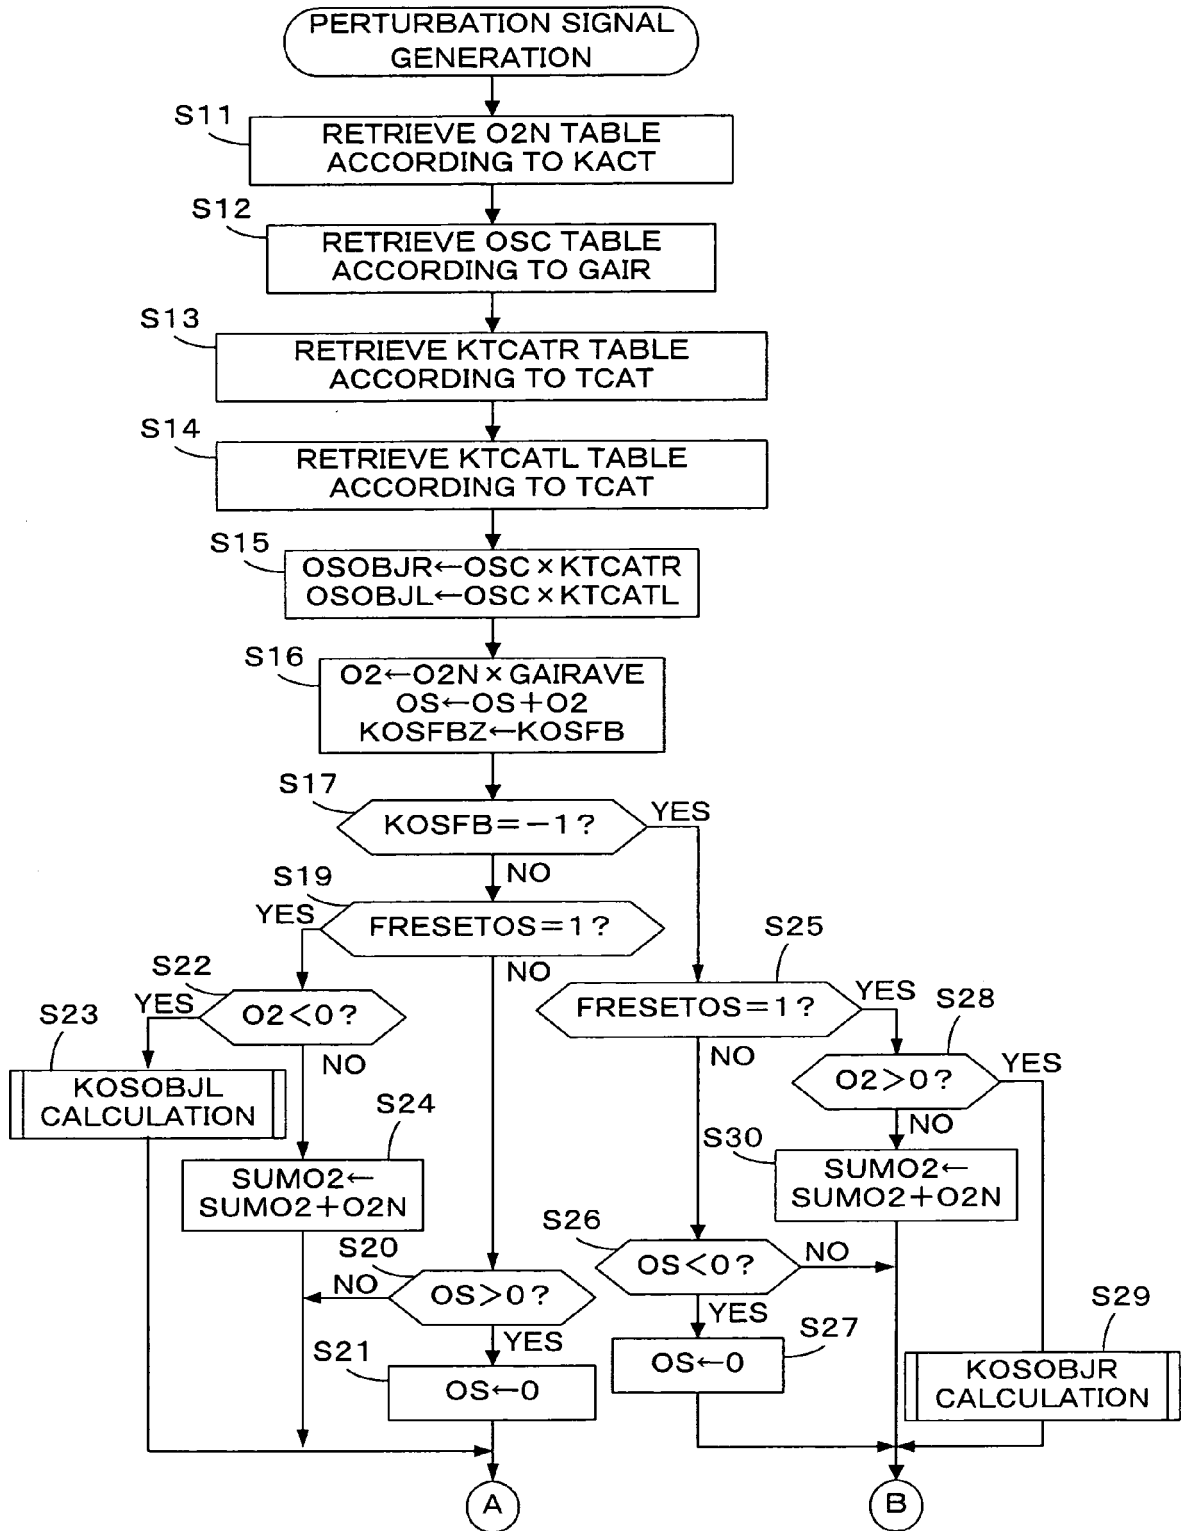 PERTURBATION SIGNAL
GENERATION
S11
RETRIEVE O2N TABLE
ACCORDING TO KACT
S12
RETRIEVE OSC TABLE
ACCORDING TO GAIR
S13
RETRIEVE KTCATR TABLE
ACCORDING TO TCAT
S14
RETRIEVE KTCATL TABLE
ACCORDING TO TCAT
S15
OSOBJR←OSC×KTCATR
OSOBJL←OSC×KTCATL
S16
O2←O2N×GAIRAVE
OS←OS+O2
KOSFBZ←KOSFB
S17
KOSFB=−1?
YES
NO
S19
YES
FRESETOS=1?
NO
S25
FRESETOS=1?
YES
NO
S22
YES
O2<0?
NO
S28
O2>0?
YES
NO
S23
KOSOBJL
CALCULATION
S24
SUMO2←
SUMO2+O2N
S30
SUMO2←
SUMO2+O2N
S20
NO
OS>0?
YES
S26
OS<0?
NO
YES
S21
OS←0
S27
OS←0
S29
KOSOBJR
CALCULATION
A
B